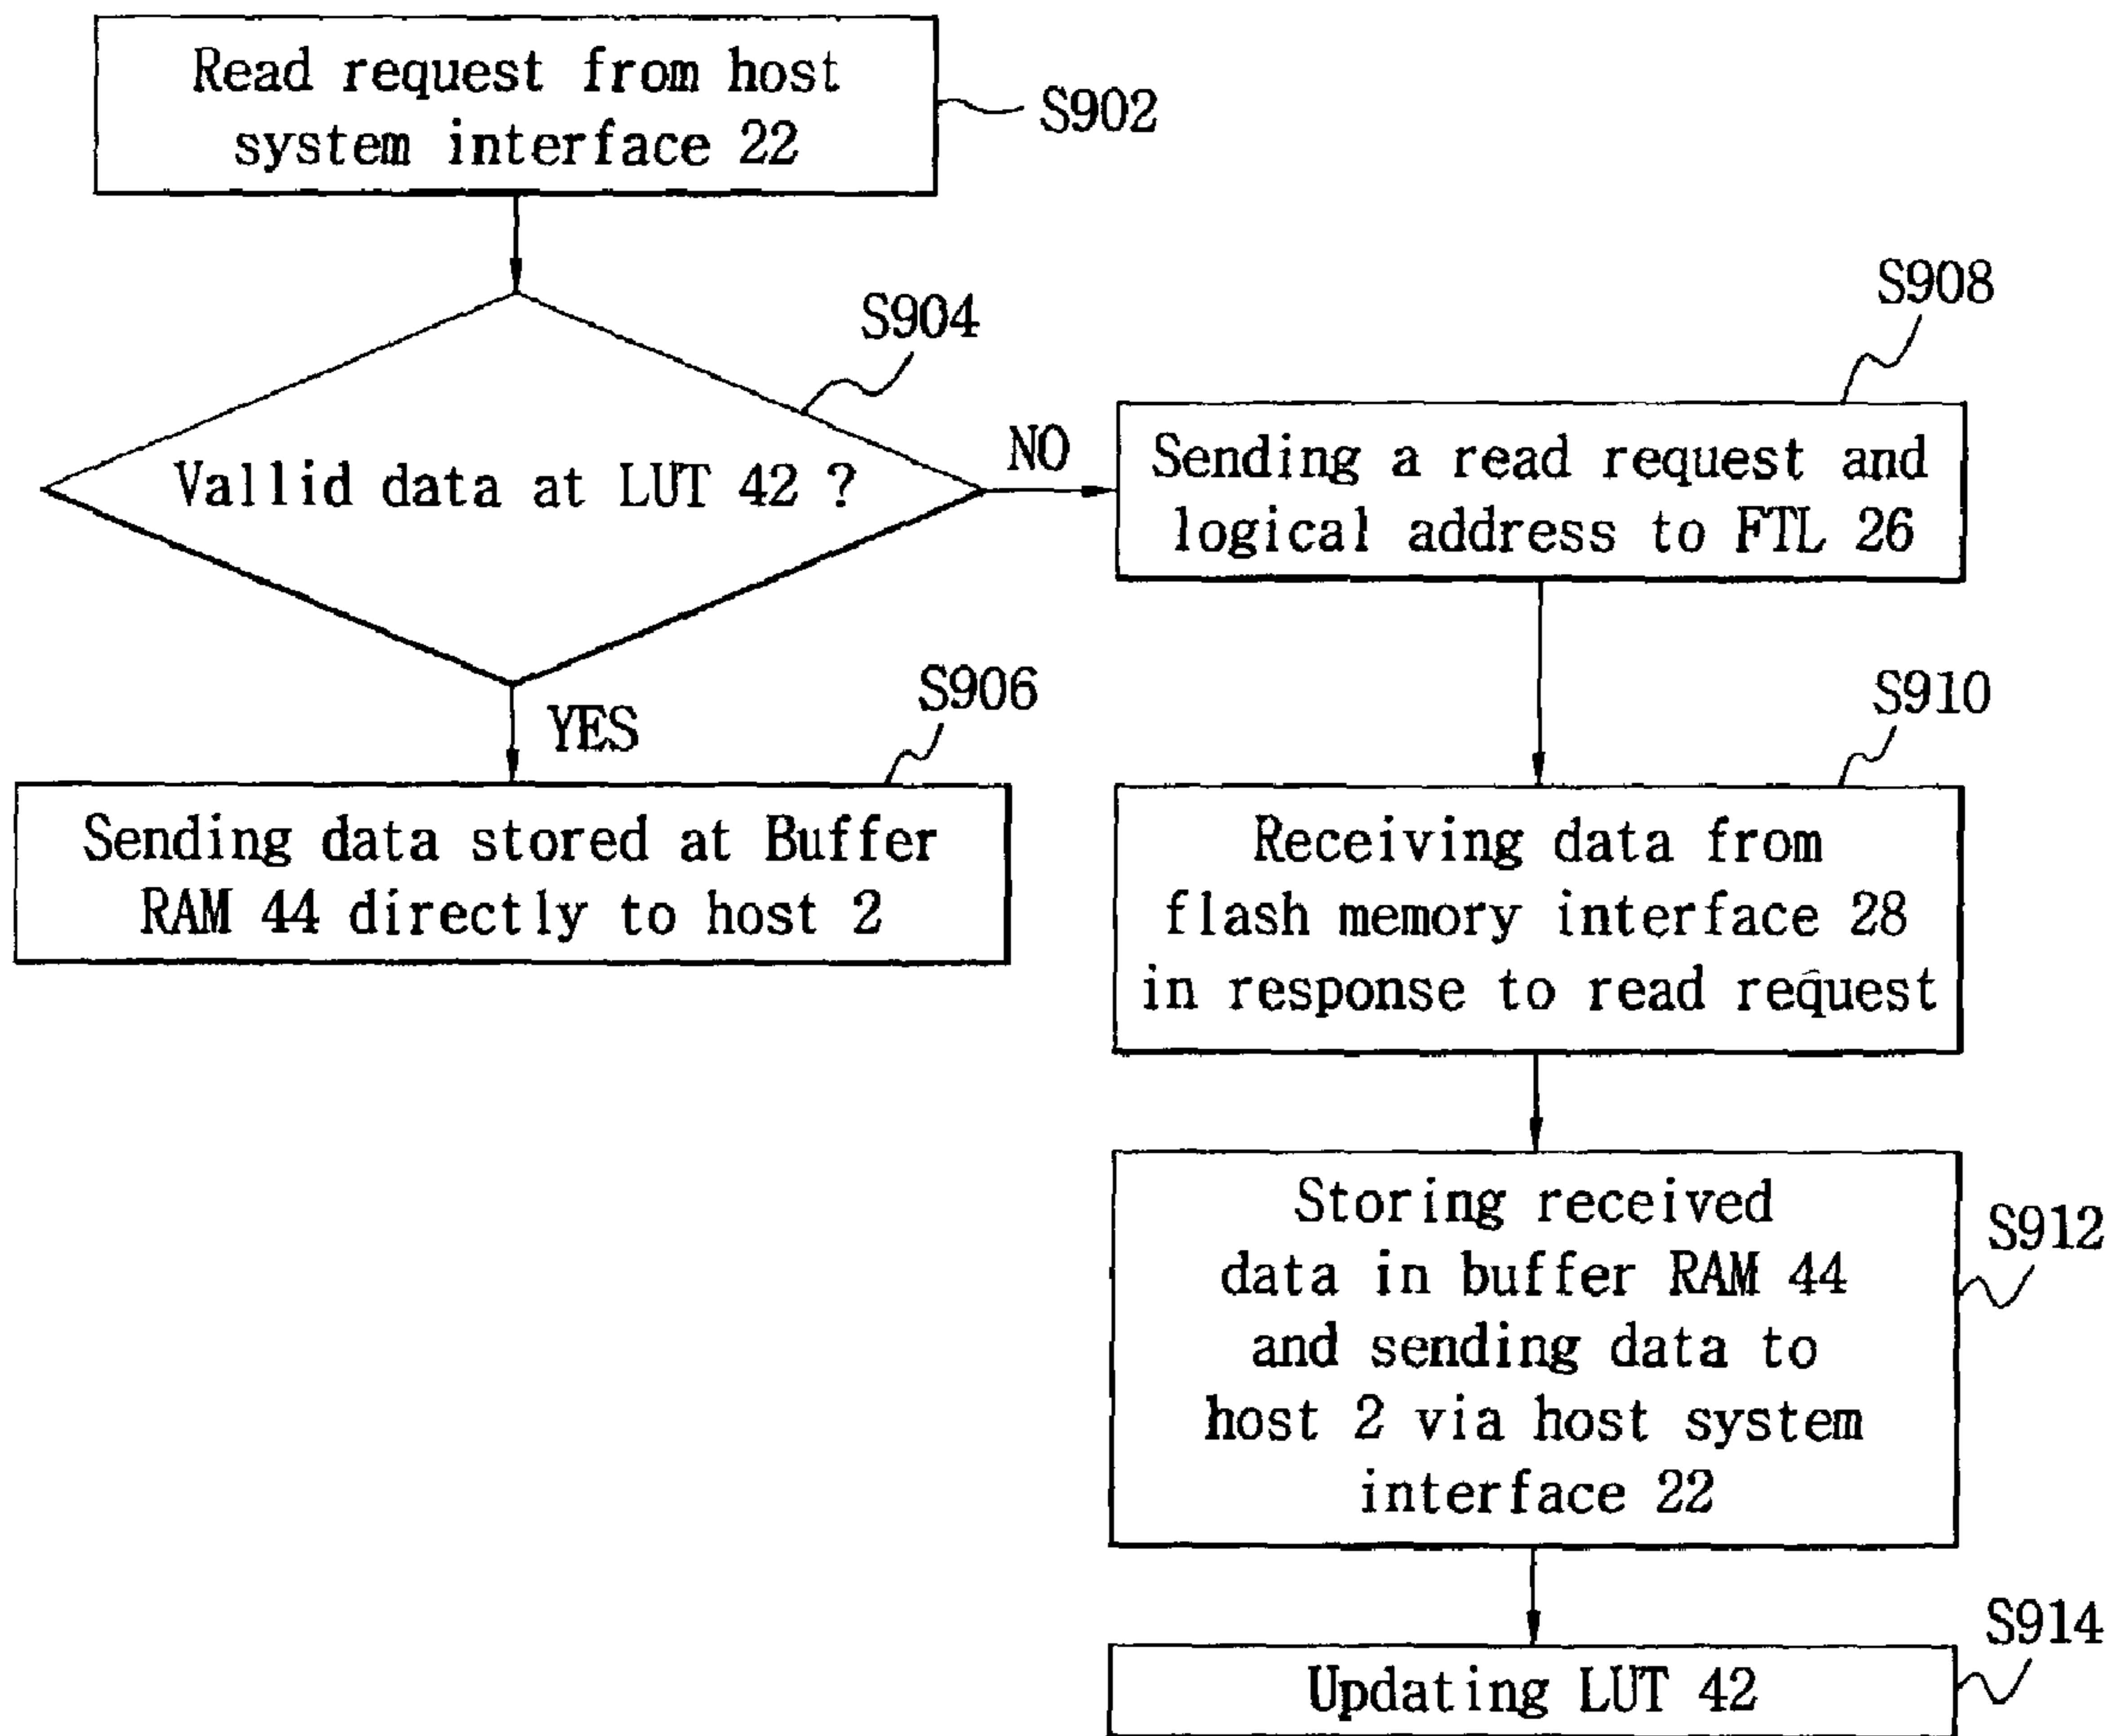 Read request from host
system interface 22
S902
S904
Vallid data at LUT 42 ?
YES
NO
S906
Sending data stored at Buffer
RAM 44 directly to host 2
S908
Sending a read request and
logical address to FTL 26
S910
Receiving data from
flash memory interface 28
in response to read request
Storing received
data in buffer RAM 44
and sending data to
host 2 via host system
interface 22
S912
S914
Updating LUT 42